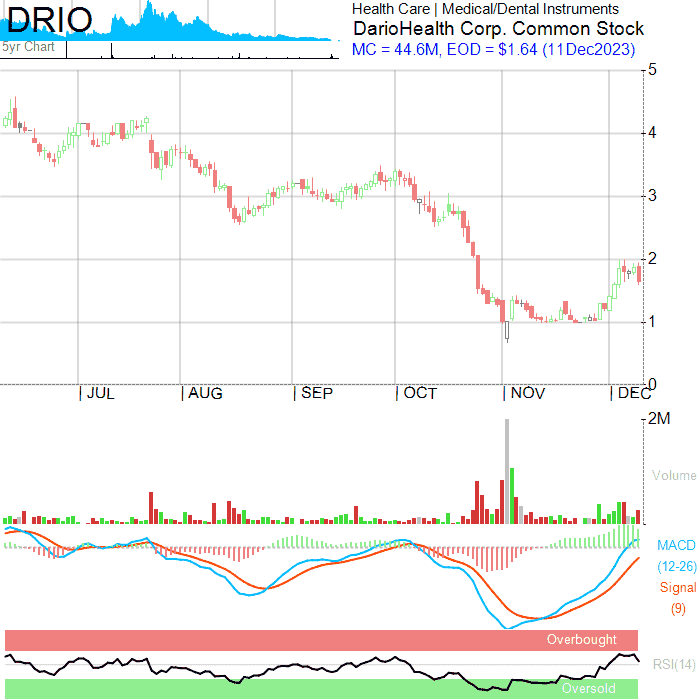 DRIO
5yr Chart
Health Care | Medical/Dental Instruments
DarioHealth Corp. Common Stock
MC = 44.6M, EOD = $1.64 (11Dec2023)
5
4
3
2
1
0
JUL AUG SEP OCT NOV DEC
2M
Volume
MACD
(12-26)
Signal
(9)
Overbought
RSI(14)
Oversold